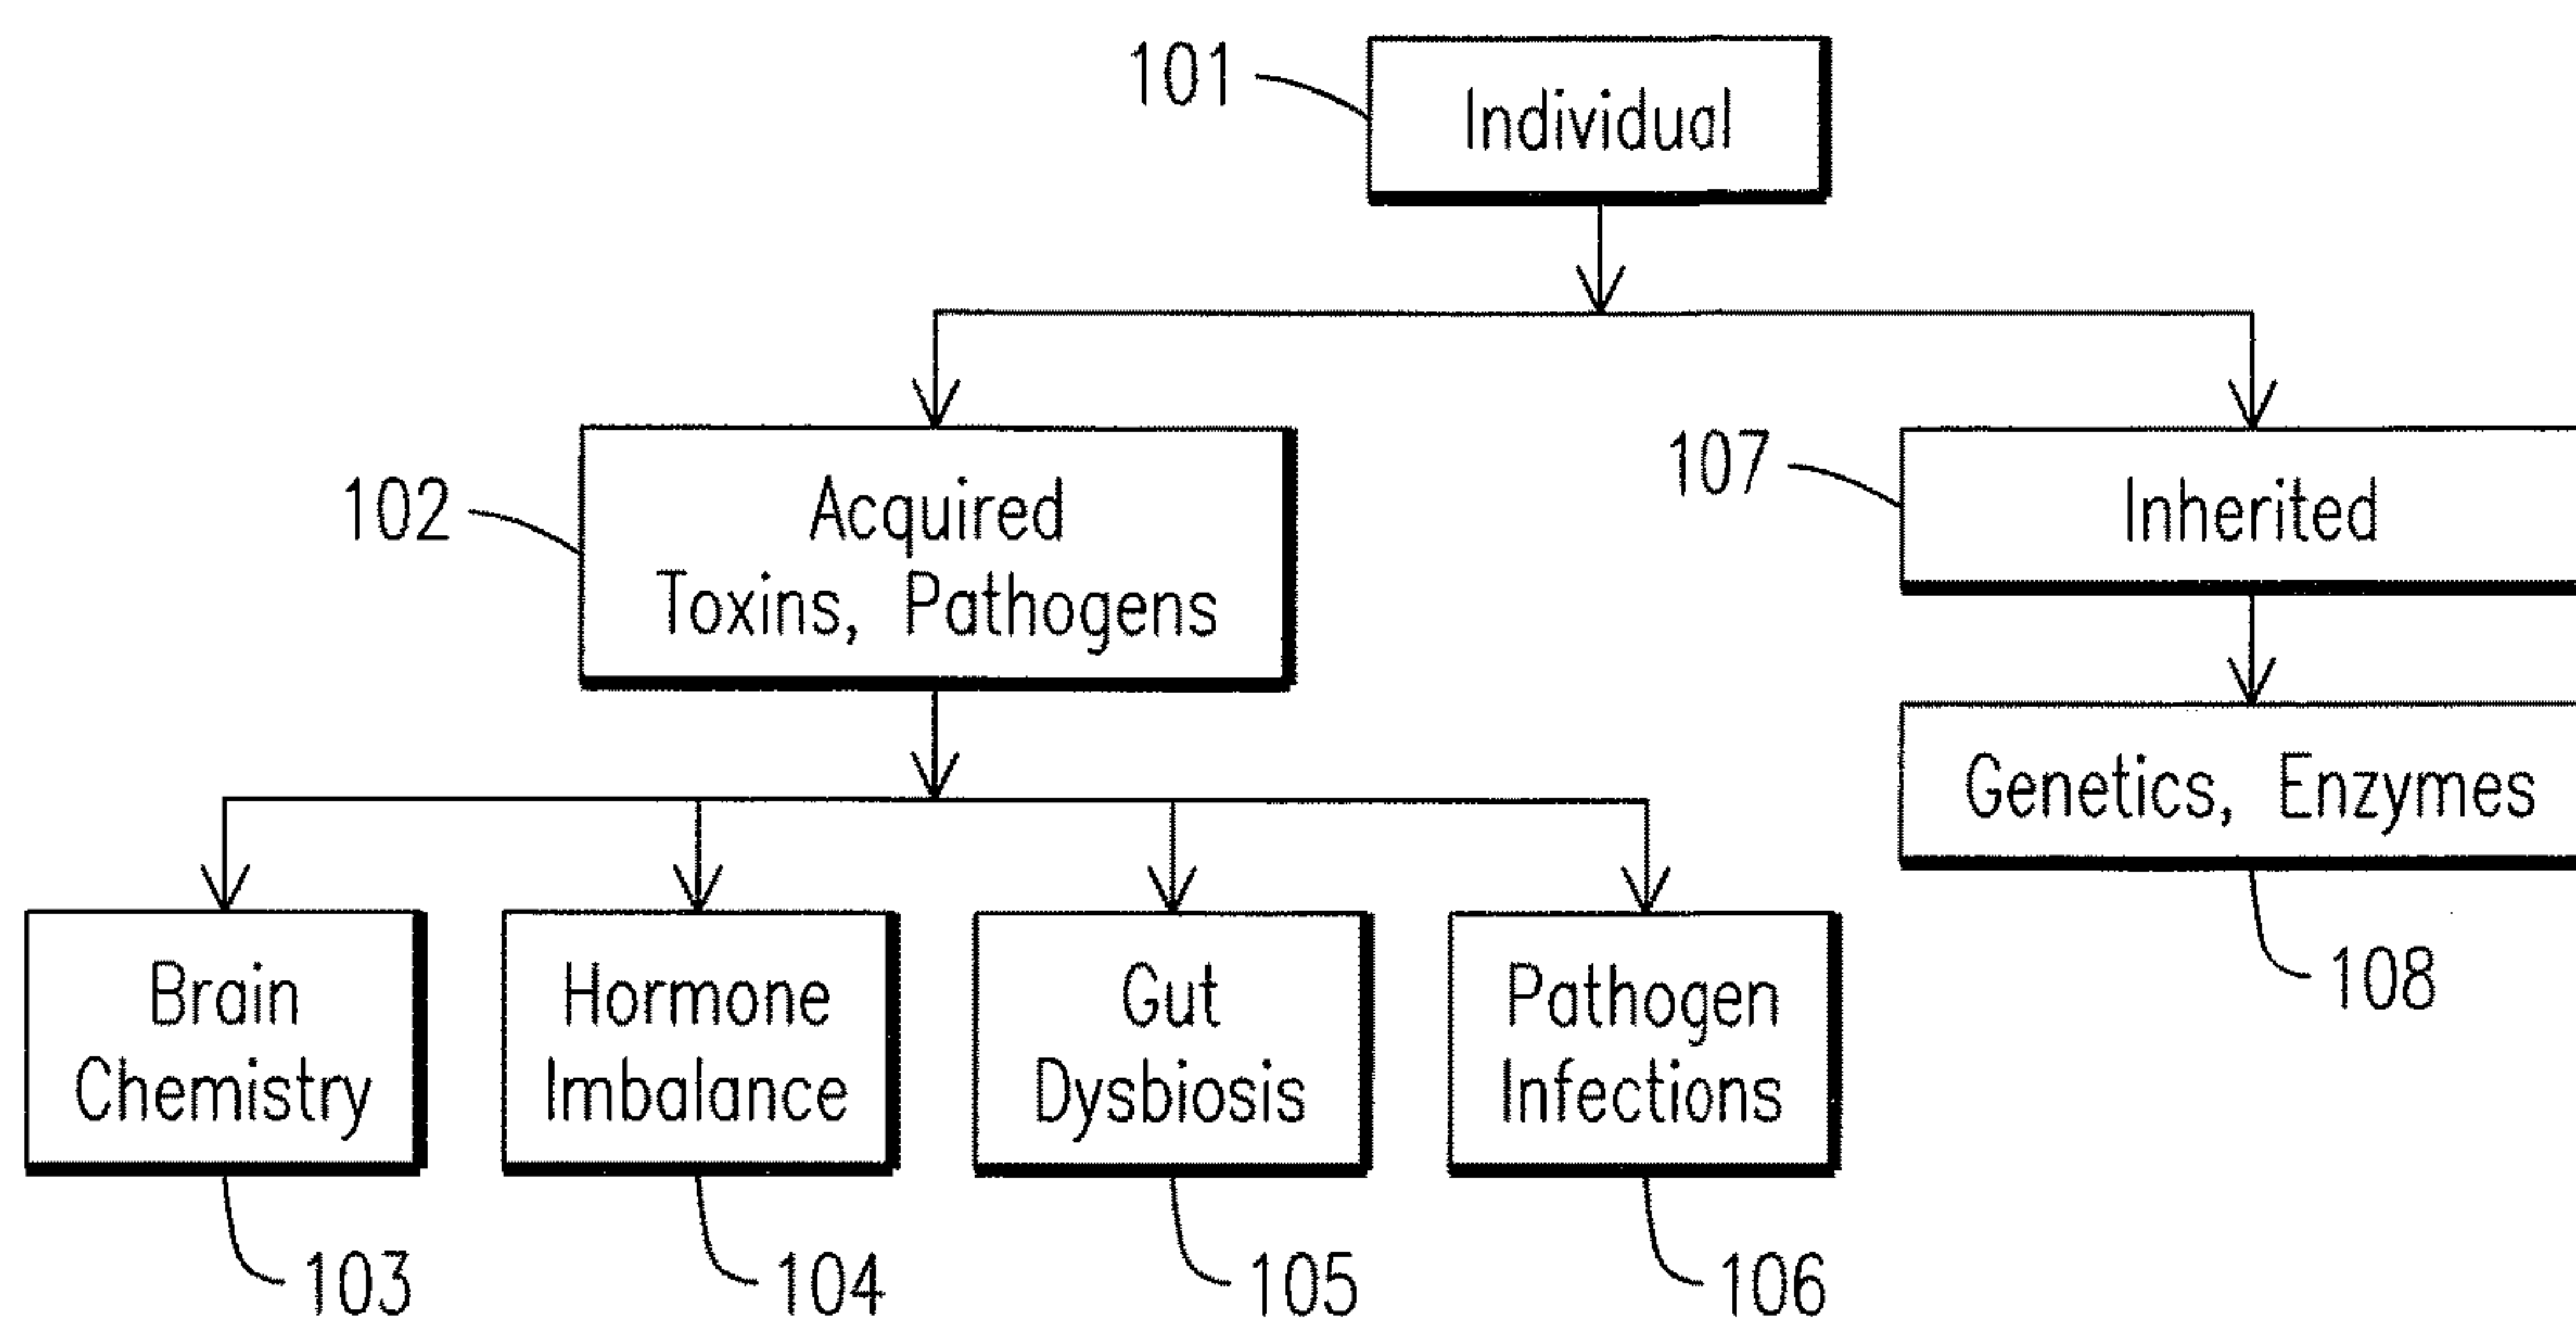 101
Individual
102
Acquired
Toxins, Pathogens
107
Inherited
Genetics, Enzymes
108
Brain
Chemistry
103
Hormone
Imbalance
104
Gut
Dysbiosis
105
Pathogen
Infections
106